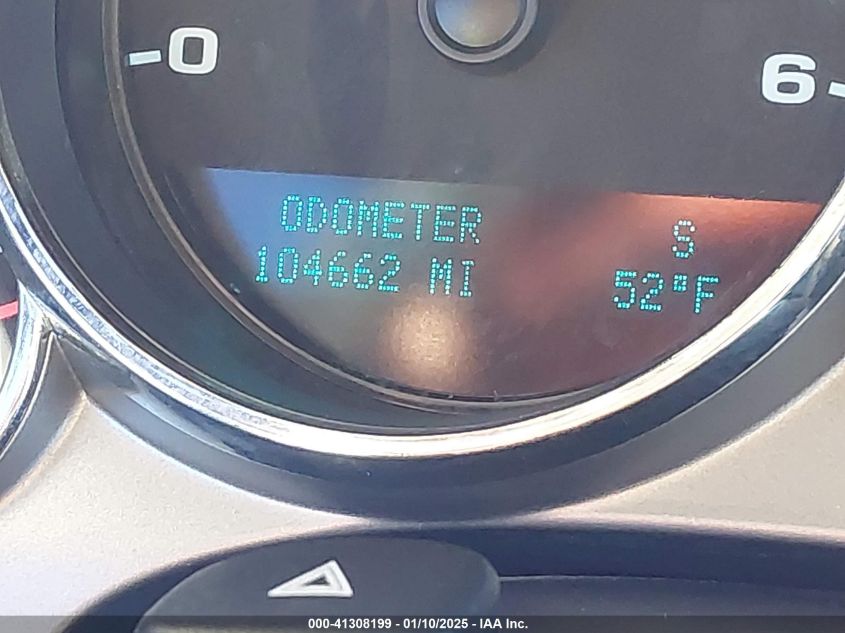 -0
6-
ODOMETER
104662 MI
S
52°F
000-41308199 - 01/10/2025 - IAA Inc.